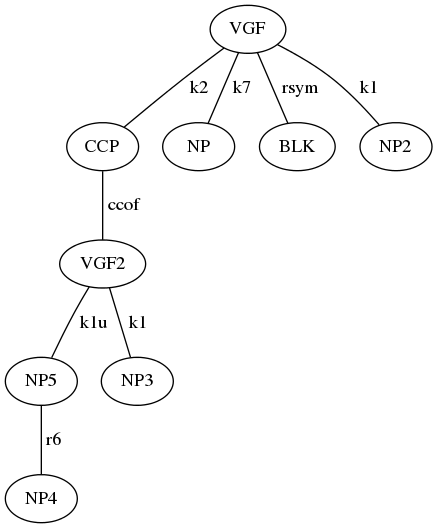 VGF
k2 k7 rsym k1
CCP NP BLK NP2
ccof
VGF2
k1u k1
NP5 NP3
r6
NP4